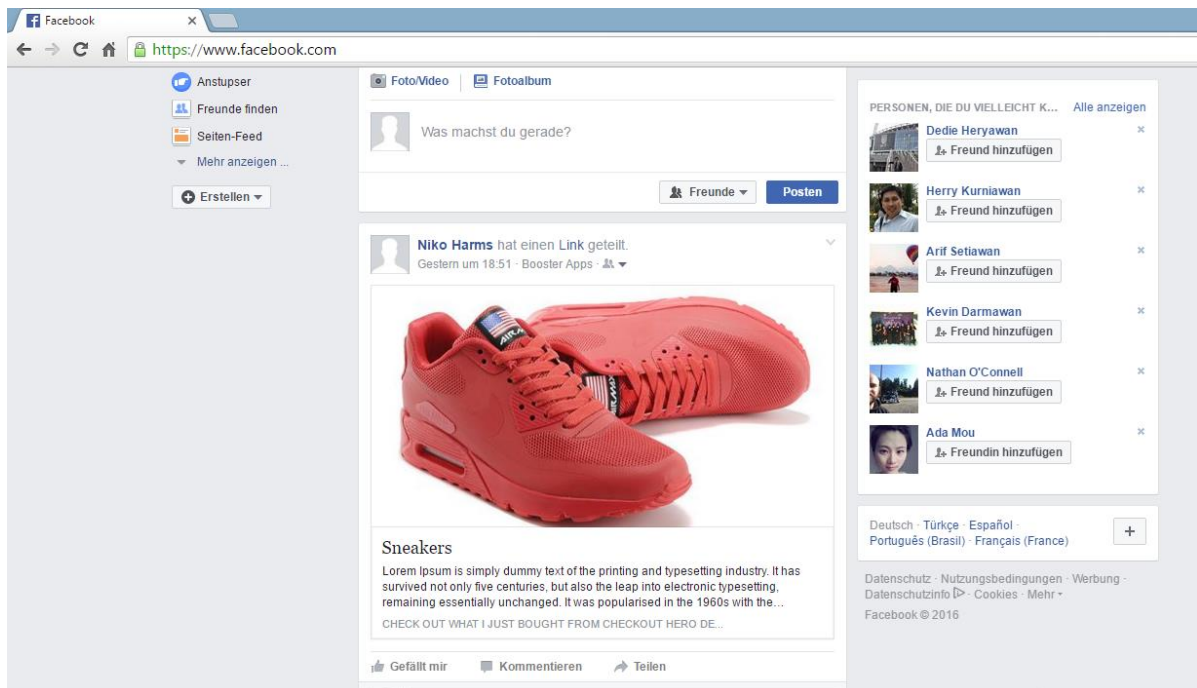 Facebook
https://www.facebook.com
Anstupser
Freunde finden
Seiten-Feed
Mehr anzeigen ...
Erstellen
Foto/Video
Fotoalbum
Was machst du gerade?
Freunde
Posten
Niko Harms hat einen Link geteilt.
Gestern um 18:51 · Booster Apps ·
AIR MAX
AIR MAX
Sneakers
Lorem Ipsum is simply dummy text of the printing and typesetting industry. It has
survived not only five centuries, but also the leap into electronic typesetting,
remaining essentially unchanged. It was popularised in the 1960s with the...
CHECK OUT WHAT I JUST BOUGHT FROM CHECKOUT HERO DE...
Gefällt mir
Kommentieren
Teilen
PERSONEN, DIE DU VIELLEICHT K...
Alle anzeigen
Dedie Heryawan
Freund hinzufügen
Herry Kurniawan
Freund hinzufügen
Arif Setiawan
Freund hinzufügen
Kevin Darmawan
Freund hinzufügen
Nathan O'Connell
Freund hinzufügen
Ada Mou
Freundin hinzufügen
Deutsch · Türkçe · Español ·
Português (Brasil) · Français (France)
Datenschutz · Nutzungsbedingungen · Werbung ·
Datenschutzinfo · Cookies · Mehr
Facebook © 2016